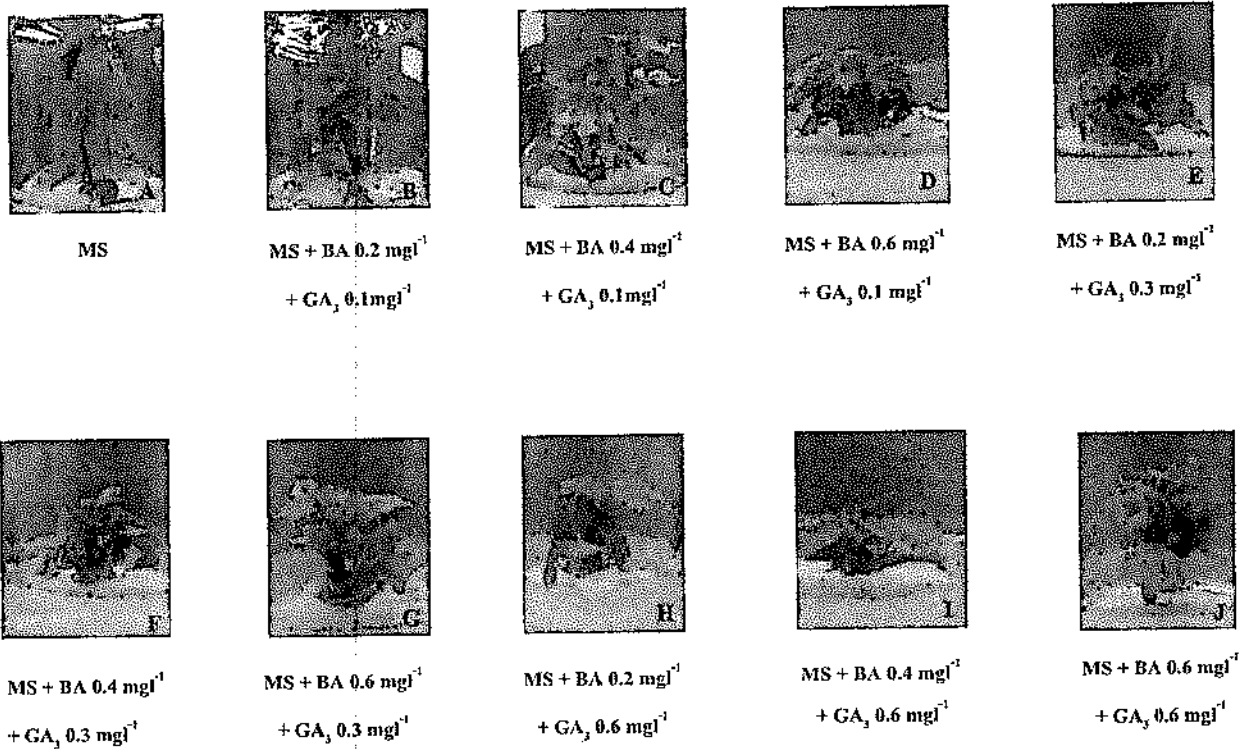 A
B
C
D
E
MS
MS + BA 0.2 mgl⁻¹
+ GA₃ 0.1mgl⁻¹
MS + BA 0.4 mgl⁻¹
+ GA₃ 0.1mgl⁻¹
MS + BA 0.6 mgl⁻¹
+ GA₃ 0.1 mgl⁻¹
MS + BA 0.2 mgl⁻¹
+ GA₃ 0.3 mgl⁻¹
F
G
H
I
J
MS + BA 0.4 mgl⁻¹
+ GA₃ 0.3 mgl⁻¹
MS + BA 0.6 mgl⁻¹
+ GA₃ 0.3 mgl⁻¹
MS + BA 0.2 mgl⁻¹
+ GA₃ 0.6 mgl⁻¹
MS + BA 0.4 mgl⁻¹
+ GA₃ 0.6 mgl⁻¹
MS + BA 0.6 mgl⁻¹
+ GA₃ 0.6 mgl⁻¹